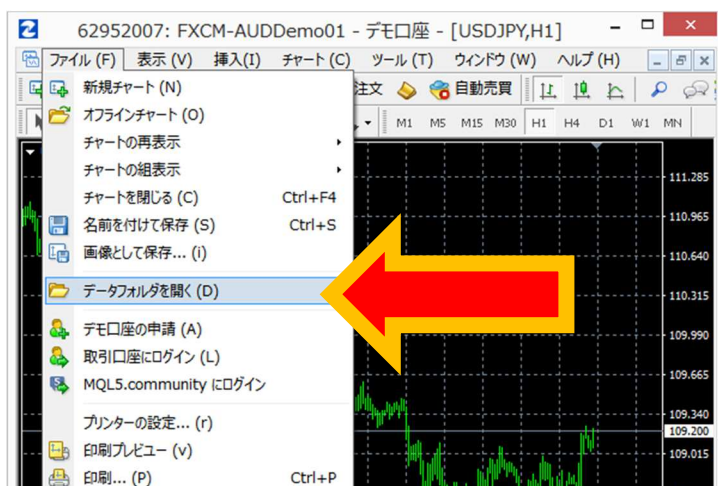 62952007: FXCM-AUDDemo01 - デモ口座 - [USDJPY,H1]
ファイル (F) 表示 (V) 挿入(I) チャート (C) ツール (T) ウィンドウ (W) ヘルプ (H)
新規チャート (N)
注文 自動売買
オフラインチャート (O)
M1 M5 M15 M30 H1 H4 D1 W1 MN
チャートの再表示
チャートの組表示
チャートを閉じる (C) Ctrl+F4
名前を付けて保存 (S) Ctrl+S
画像として保存... (i)
データフォルダを開く (D)
デモ口座の申請 (A)
取引口座にログイン (L)
MQL5.community にログイン
プリンターの設定... (r)
印刷プレビュー (v)
印刷... (P) Ctrl+P
111.285
110.965
110.640
110.315
109.990
109.665
109.340
109.200
109.015